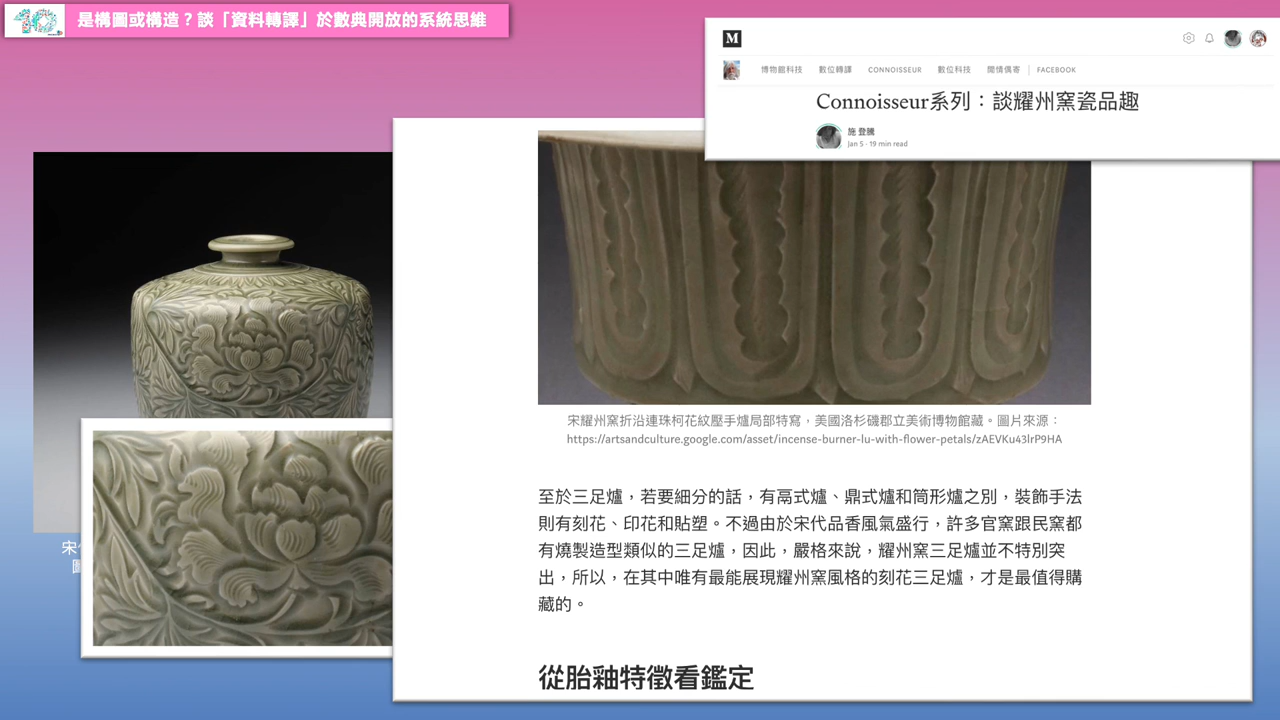 是構圖或構造？談「資料轉譯」於數典開放的系統思維
M
博物館科技 數位轉譯 CONNOISSEUR 數位科技 閒情偶寄 FACEBOOK
Connoisseur系列：談耀州窯瓷品趣
施 登騰
Jan 5 · 19 min read
宋耀州窯折沿連珠柯花紋壓手爐局部特寫，美國洛杉磯郡立美術博物館藏。圖片來源：
https://artsandculture.google.com/asset/incense-burner-lu-with-flower-petals/zAEVKu43lrP9HA
至於三足爐，若要細分的話，有鬲式爐、鼎式爐和筒形爐之別，裝飾手法
則有刻花、印花和貼塑。不過由於宋代品香風氣盛行，許多官窯跟民窯都
有燒製造型類似的三足爐，因此，嚴格來說，耀州窯三足爐並不特別突
出，所以，在其中唯有最能展現耀州窯風格的刻花三足爐，才是最值得購
藏的。
從胎釉特徵看鑑定
宋